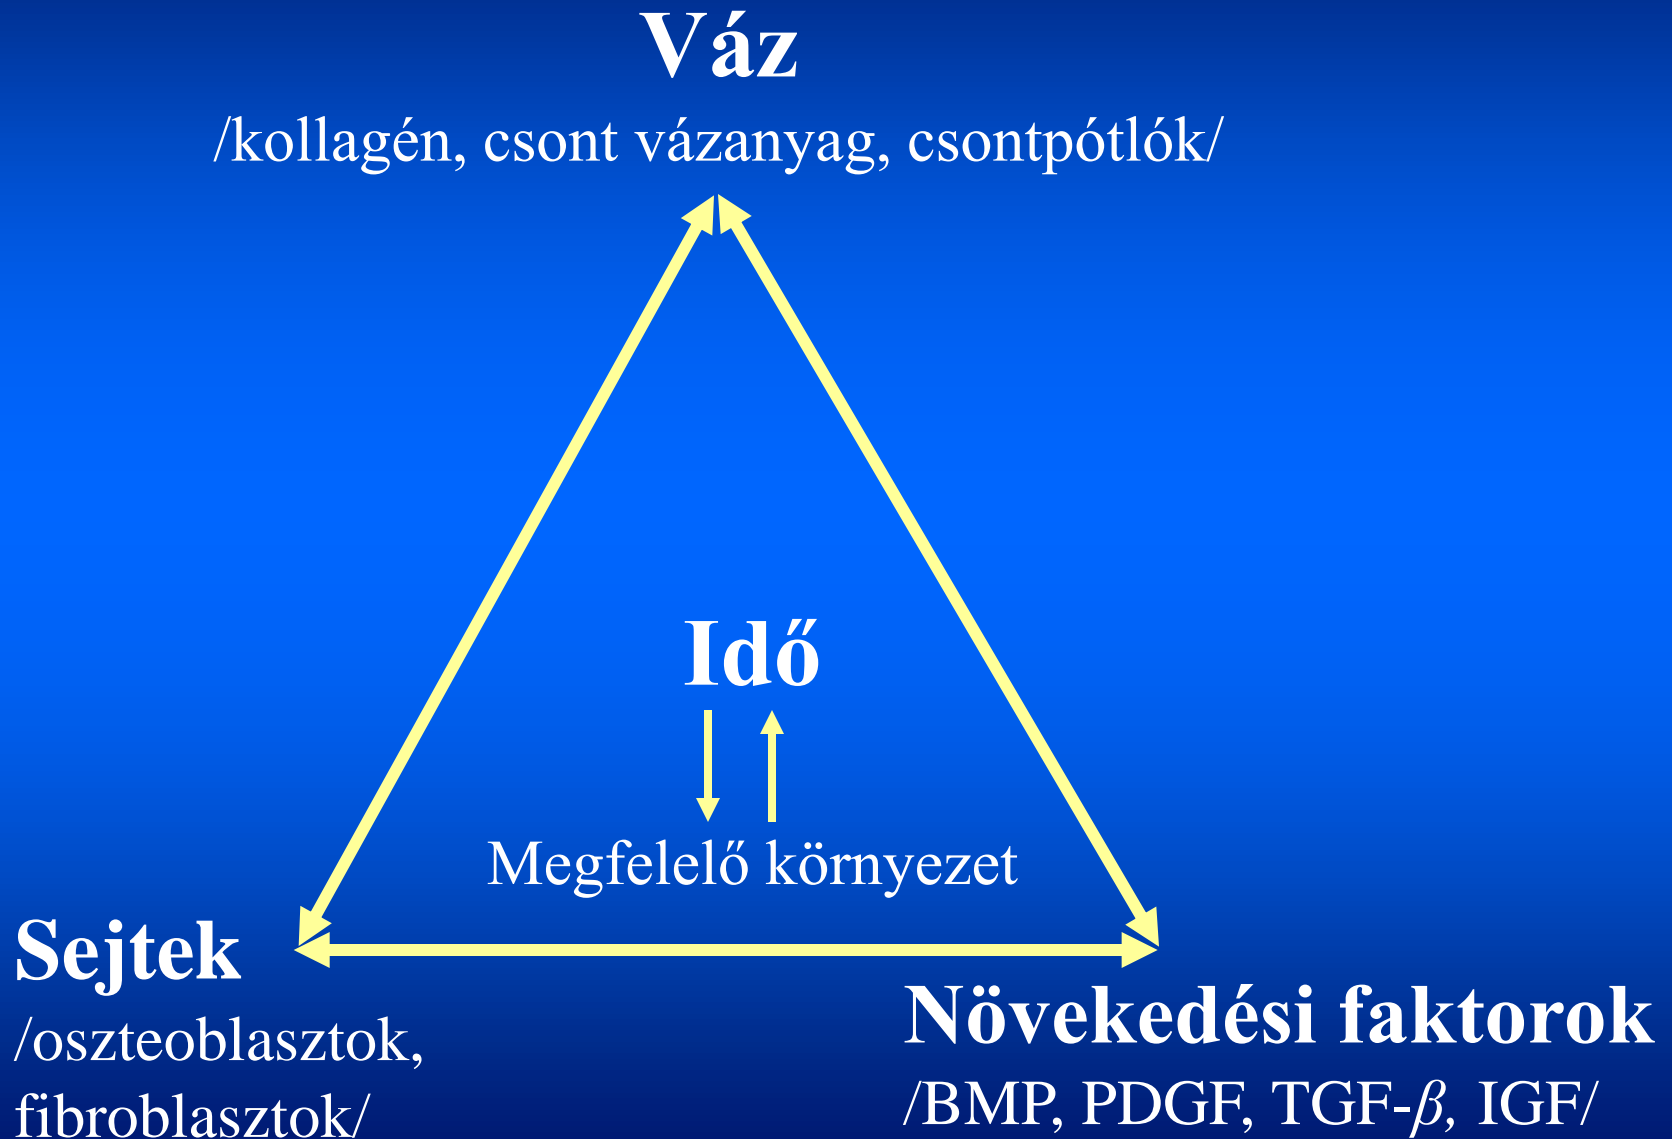 Váz
/kollagén, csont vázanyag, csontpótlók/
Idő
Megfelelő környezet
Sejtek
/oszteoblasztok,
fibroblasztok/
Növekedési faktorok
/BMP, PDGF, TGF-β, IGF/